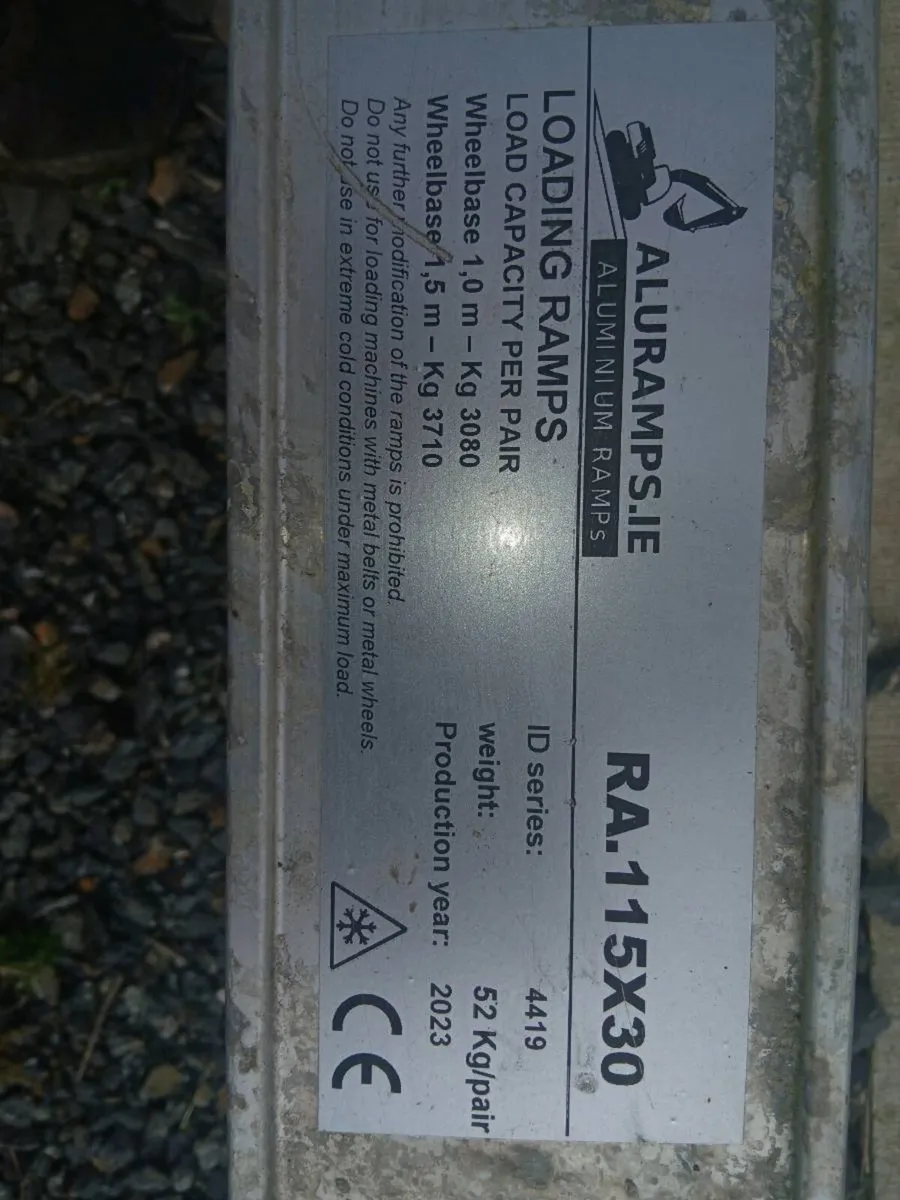 ALURAMPS.IE
ALUMINIUM RAMPS
RA.115X30
LOADING RAMPS
LOAD CAPACITY PER PAIR
Wheelbase 1,0 m – Kg 3080
Wheelbase 1,5 m – Kg 3710
Any further modification of the ramps is prohibited.
Do not use for loading machines with metal belts or metal wheels.
Do not use in extreme cold conditions under maximum load.
ID series: 4419
weight: 52 Kg/pair
Production year: 2023
CE